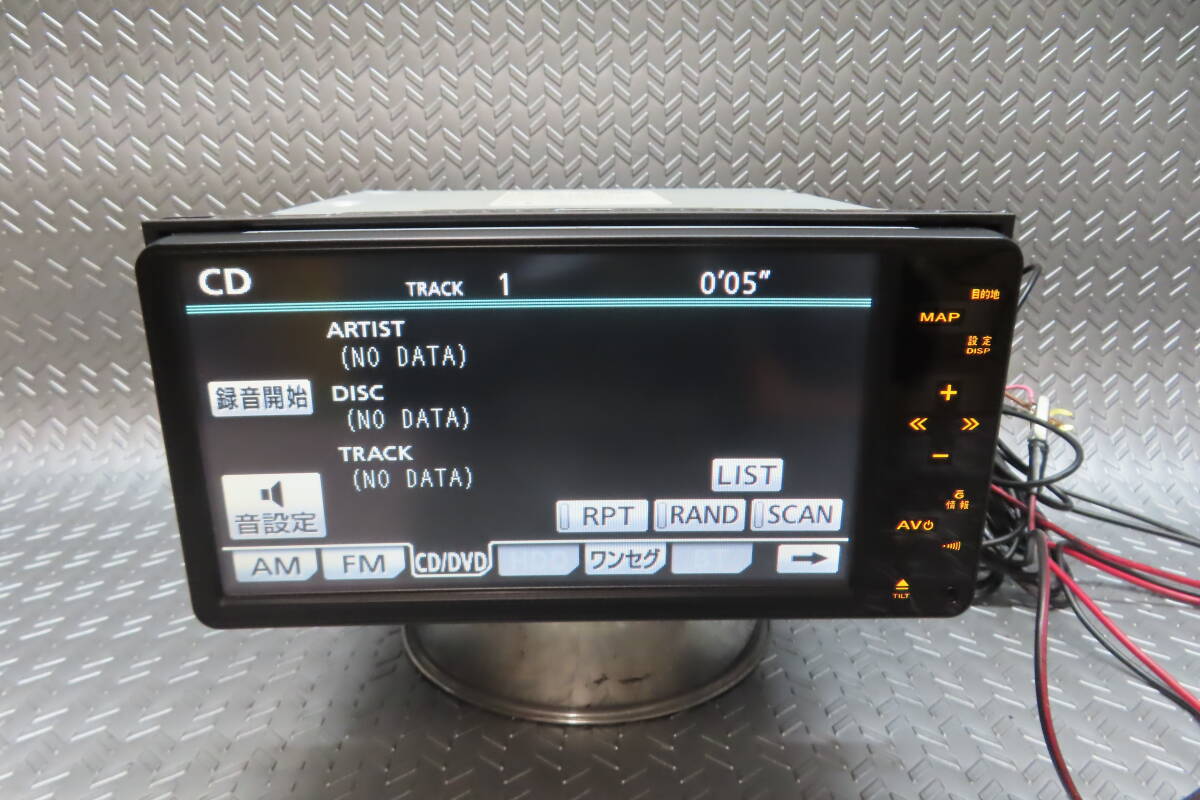 CD TRACK 1 0'05"
ARTIST
(NO DATA)
録音開始
DISC
(NO DATA)
TRACK
(NO DATA)
LIST
音設定
RPT RAND SCAN
AM FM CD/DVD HDD ワンセグ
目的地
MAP
設定
DISP
情報
AV
TILT